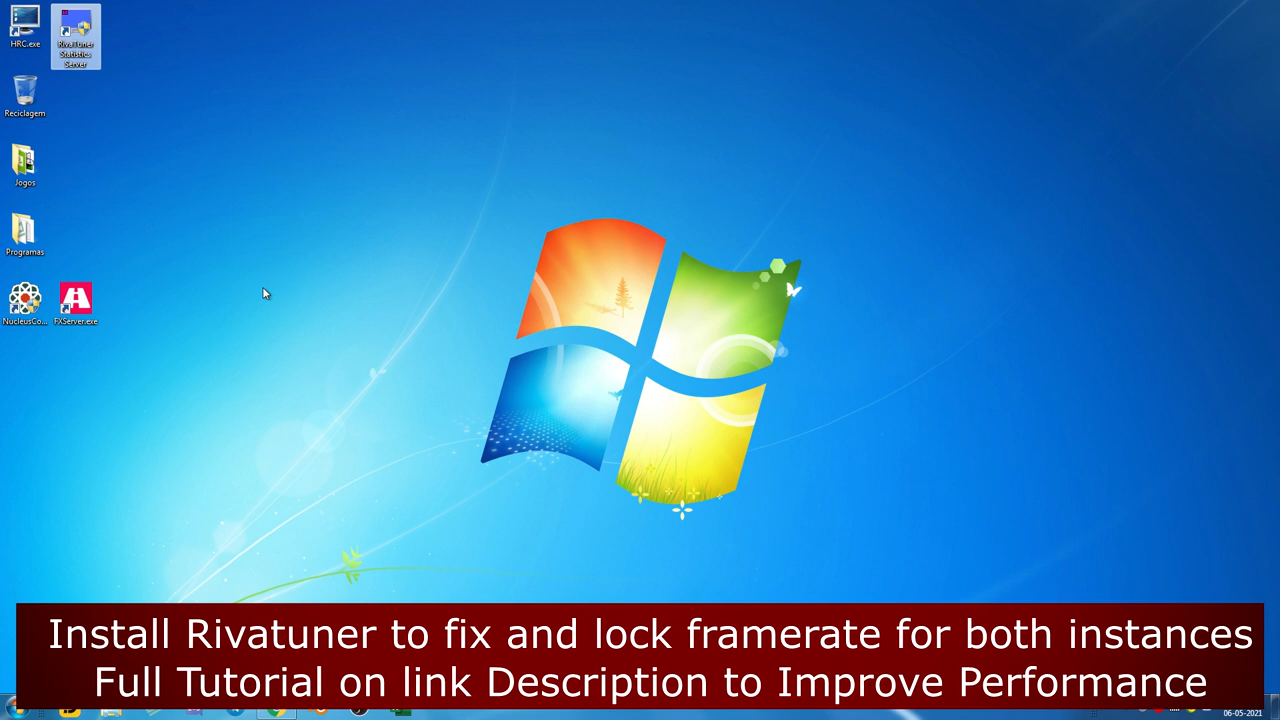 HRC.exe
RivaTuner
Statistics
Server
Reciclagem
Jogos
Programas
NucleusCo...
FXServer.exe
Install Rivatuner to fix and lock framerate for both instances
Full Tutorial on link Description to Improve Performance
06-05-2021